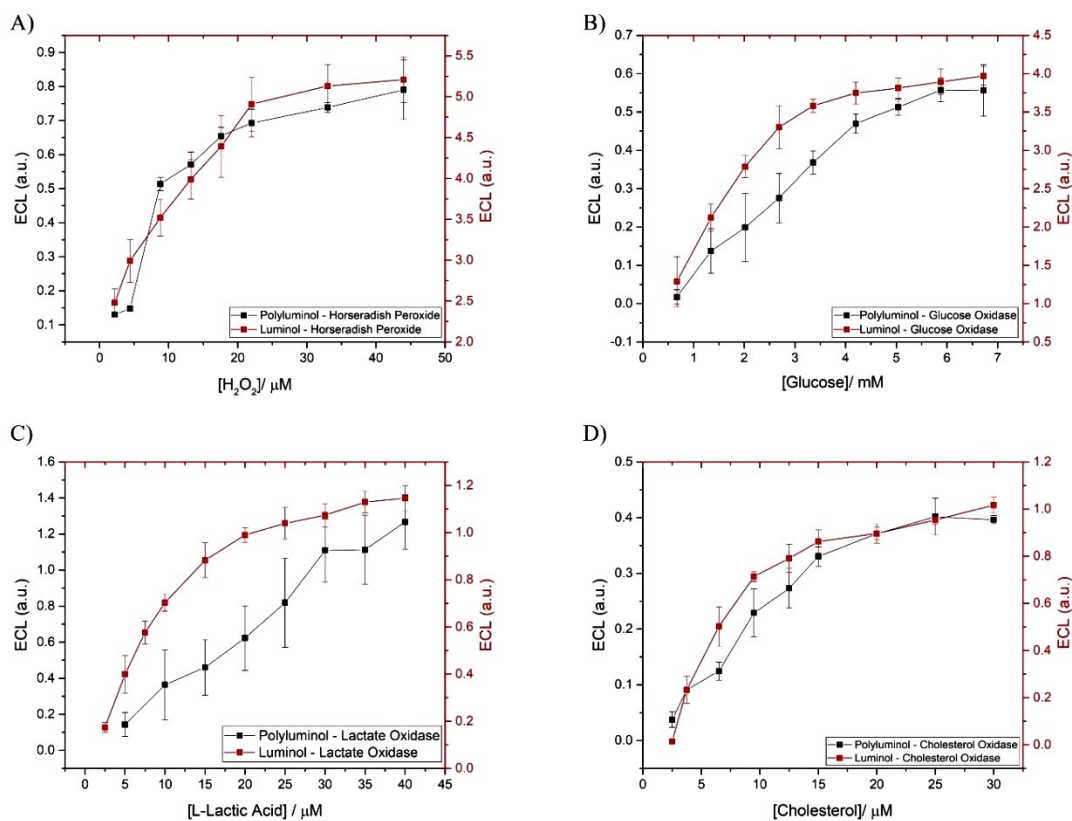 A)
0.9
0.8
0.7
0.6
0.5
0.4
0.3
0.2
0.1
ECL (a.u.)
5.5
5.0
4.5
4.0
3.5
3.0
2.5
2.0
ECL (a.u.)
Polyluminol - Horseradish Peroxide
Luminol - Horseradish Peroxide
0 5 10 15 20 25 30 35 40 45 50
[H₂O₂]/ μM
B)
0.7
0.6
0.5
0.4
0.3
0.2
0.1
0.0
-0.1
ECL (a.u.)
4.5
4.0
3.5
3.0
2.5
2.0
1.5
1.0
0.5
ECL (a.u.)
Polyluminol - Glucose Oxidase
Luminol - Glucose Oxidase
0 1 2 3 4 5 6 7
[Glucose]/ mM
C)
1.6
1.4
1.2
1.0
0.8
0.6
0.4
0.2
0.0
ECL (a.u.)
1.2
1.0
0.8
0.6
0.4
0.2
0.0
ECL (a.u.)
Polyluminol - Lactate Oxidase
Luminol - Lactate Oxidase
0 5 10 15 20 25 30 35 40 45
[L-Lactic Acid] / μM
D)
0.5
0.4
0.3
0.2
0.1
0.0
ECL (a.u.)
1.2
1.0
0.8
0.6
0.4
0.2
0.0
ECL (a.u.)
Polyluminol - Cholesterol Oxidase
Luminol - Cholesterol Oxidase
0 5 10 15 20 25 30
[Cholesterol]/ μM